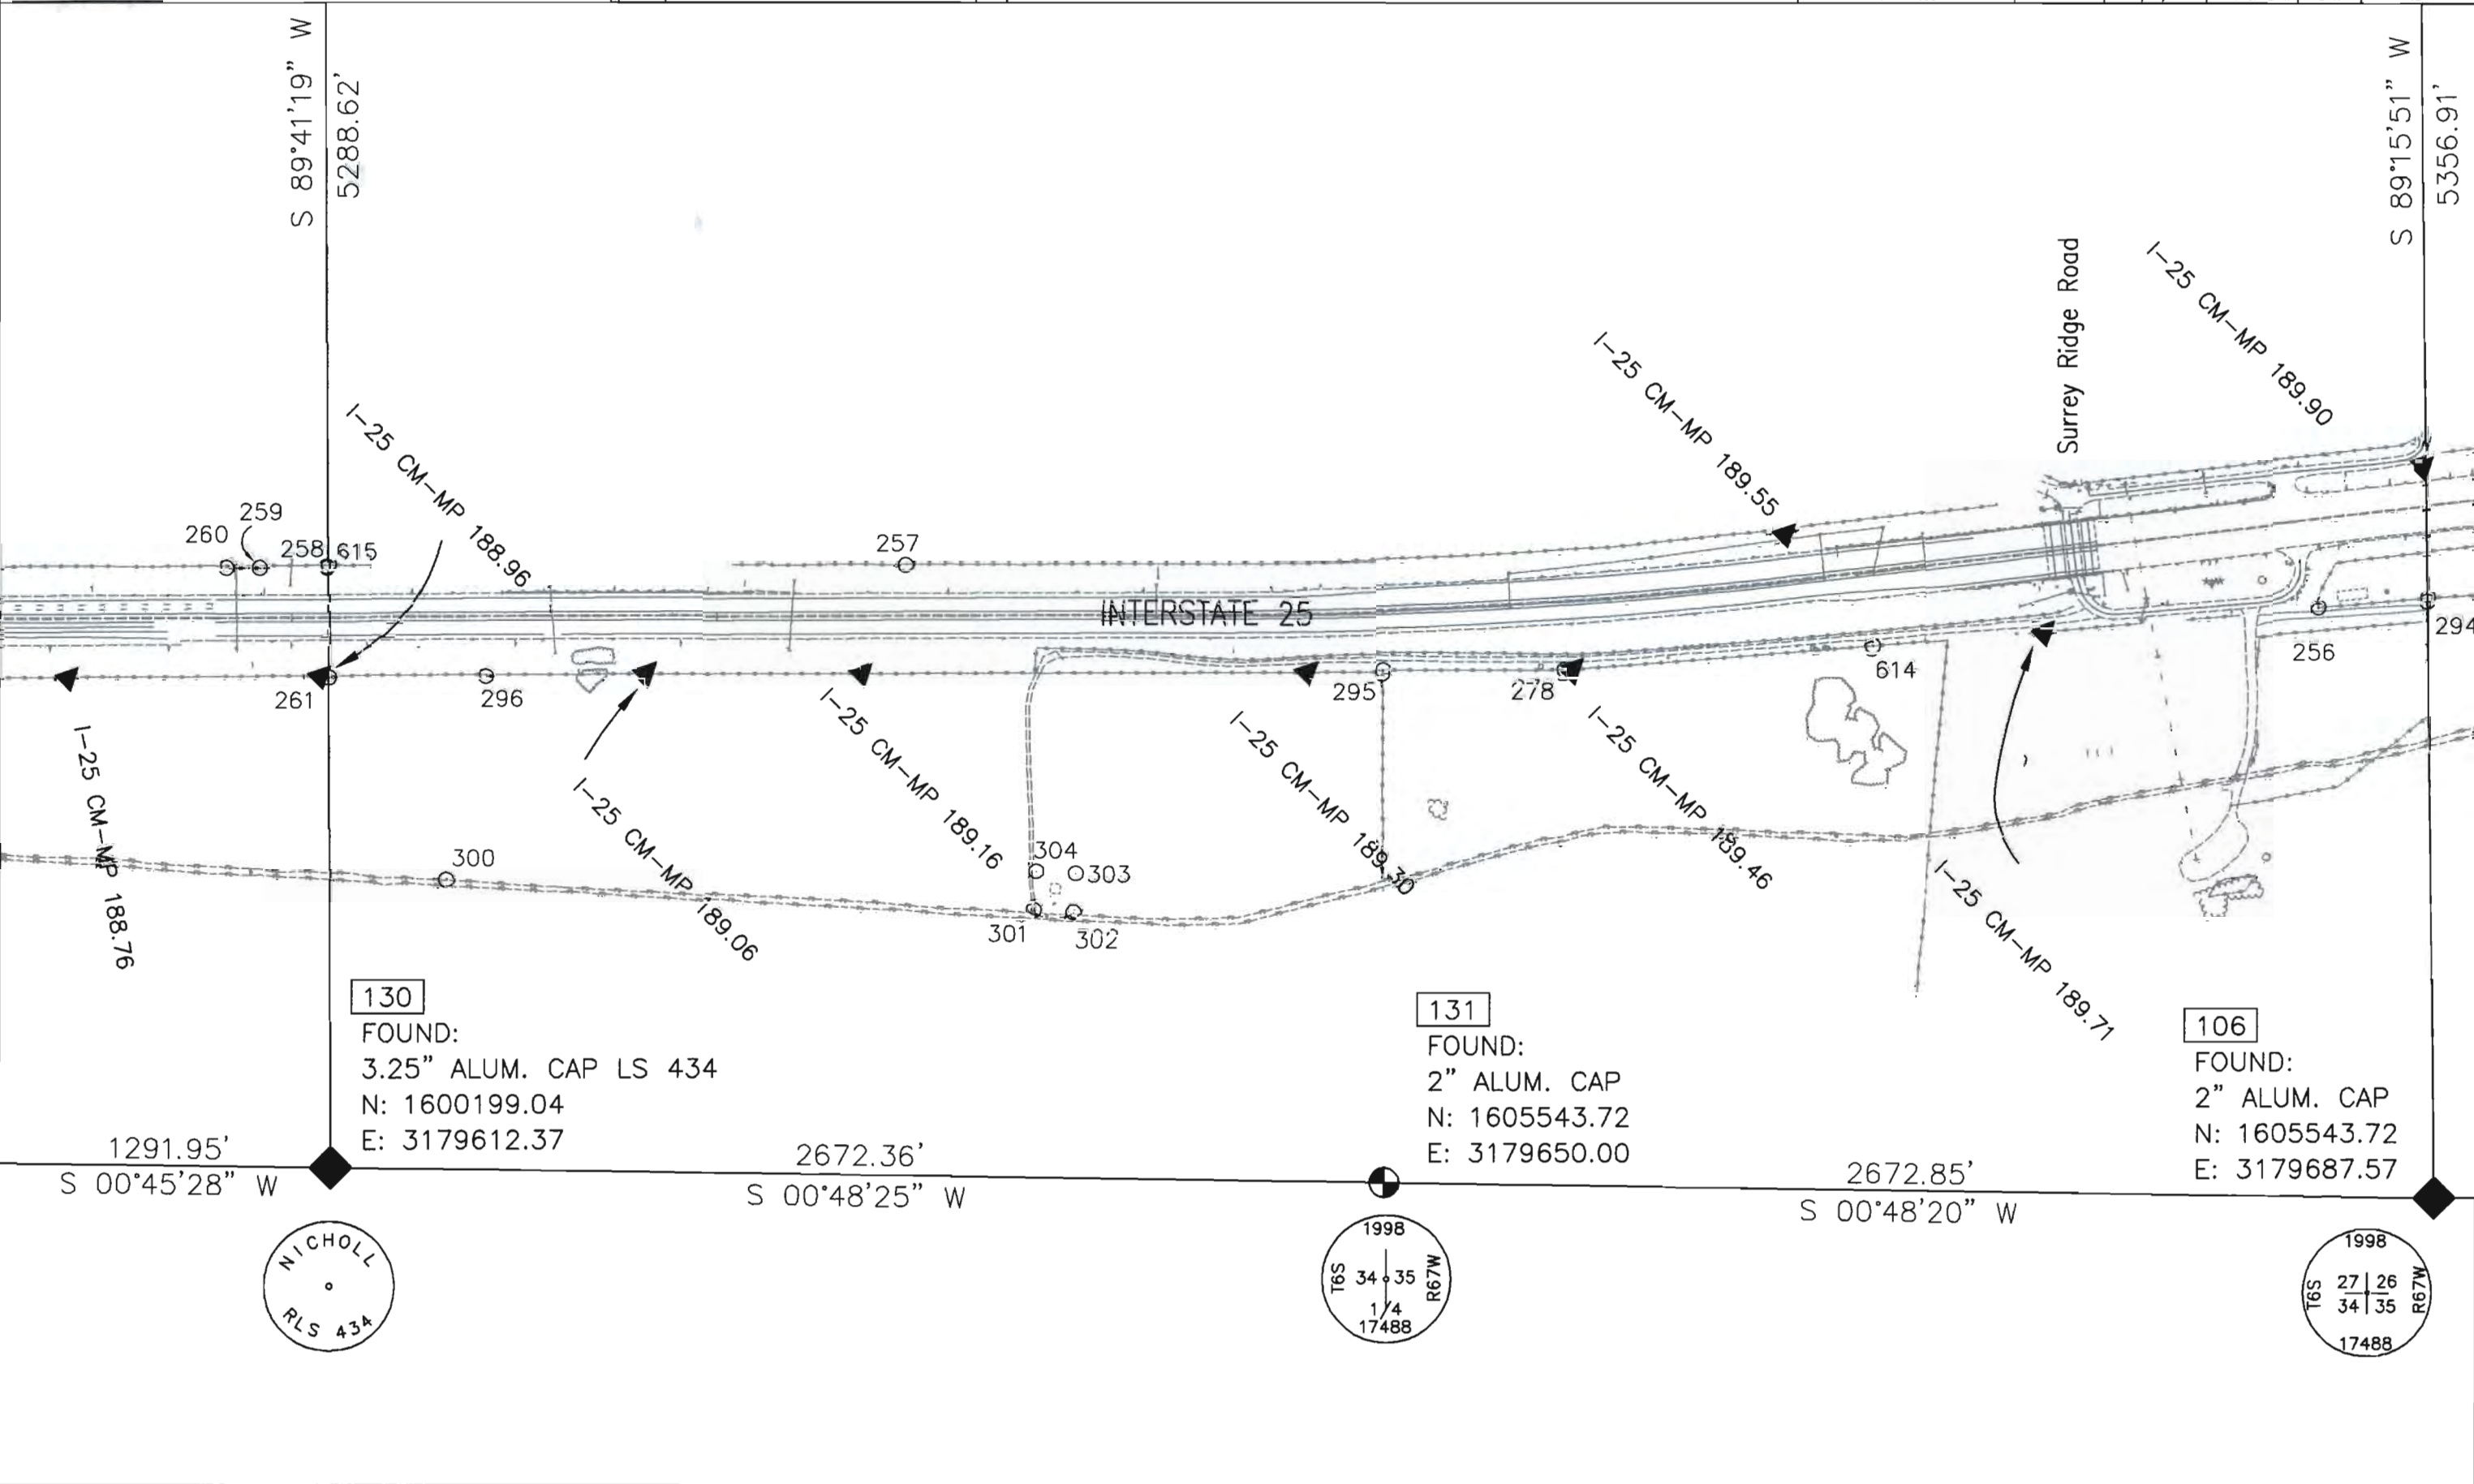 S 89°41'19" W
5288.62'
S 89°15'51" W
5356.91'
Surrey Ridge Road
I-25 CM-MP 189.90
I-25 CM-MP 189.55
I-25 CM-MP 188.96
260
259
258
615
257
INTERSTATE 25
261
296
295
278
614
256
294
I-25 CM-MP 188.76
I-25 CM-MP 189.06
I-25 CM-MP 189.16
I-25 CM-MP 189.30
I-25 CM-MP 189.46
I-25 CM-MP 189.71
300
304
303
301
302
130
FOUND:
3.25" ALUM. CAP LS 434
N: 1600199.04
E: 3179612.37
131
FOUND:
2" ALUM. CAP
N: 1605543.72
E: 3179650.00
106
FOUND:
2" ALUM. CAP
N: 1605543.72
E: 3179687.57
1291.95'
S 00°45'28" W
2672.36'
S 00°48'25" W
2672.85'
S 00°48'20" W
NICHOLL
RLS 434
1998
T6S 34 35 R67W
1/4
17488
1998
T6S 27 26 R67W
34 35
17488